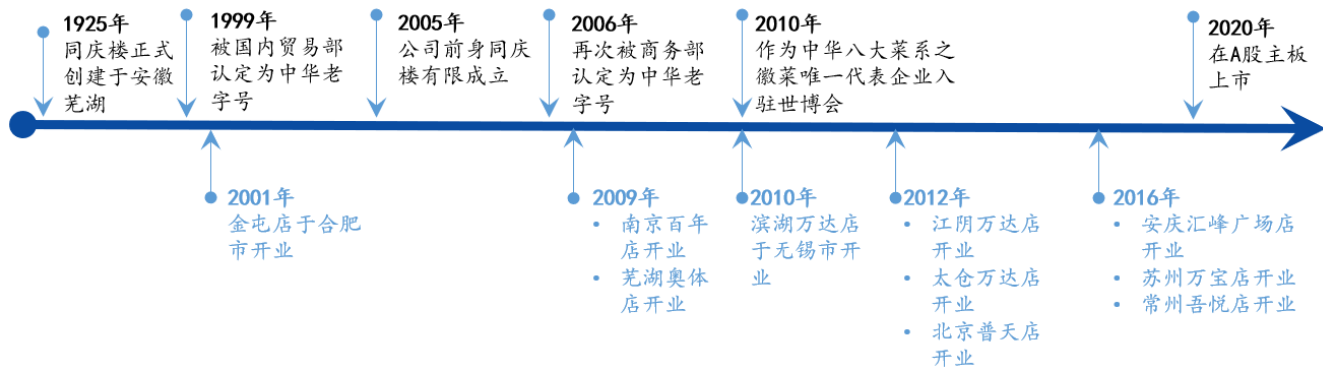 1925年
同庆楼正式
创建于安徽
芜湖
1999年
被国内贸易部
认定为中华老
字号
2005年
公司前身同庆
楼有限成立
2006年
再次被商务部
认定为中华老
字号
2010年
作为中华八大菜系之
徽菜唯一代表企业入
驻世博会
2020年
在A股主板
上市
2001年
金屯店于合肥
市开业
2009年
• 南京百年
店开业
• 芜湖奥体
店开业
2010年
滨湖万达店
于无锡市开
业
2012年
• 江阴万达店
开业
• 太仓万达店
开业
• 北京普天店
开业
2016年
• 安庆汇峰广场店
开业
• 苏州万宝店开业
• 常州吾悦店开业